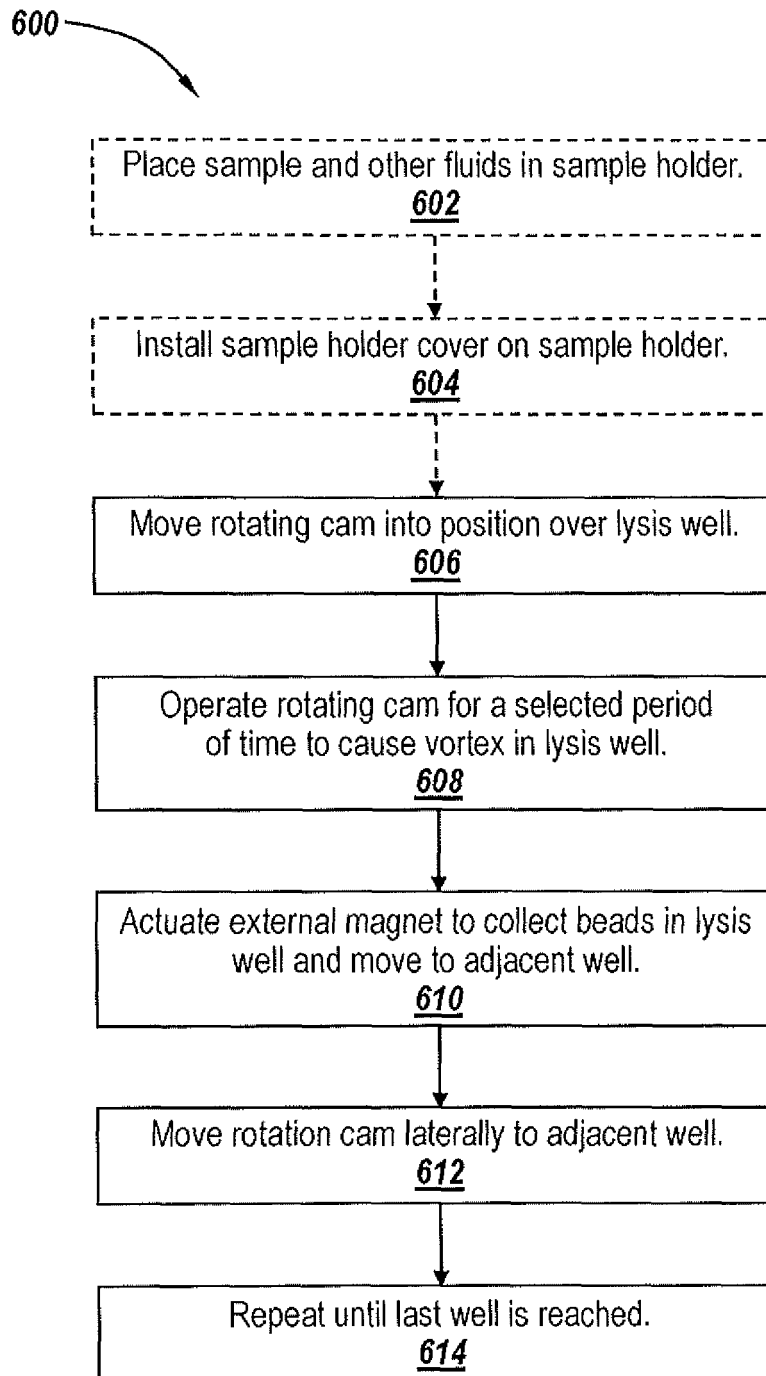 600
Place sample and other fluids in sample holder.
602
Install sample holder cover on sample holder.
604
Move rotating cam into position over lysis well.
606
Operate rotating cam for a selected period
of time to cause vortex in lysis well.
608
Actuate external magnet to collect beads in lysis
well and move to adjacent well.
610
Move rotation cam laterally to adjacent well.
612
Repeat until last well is reached.
614